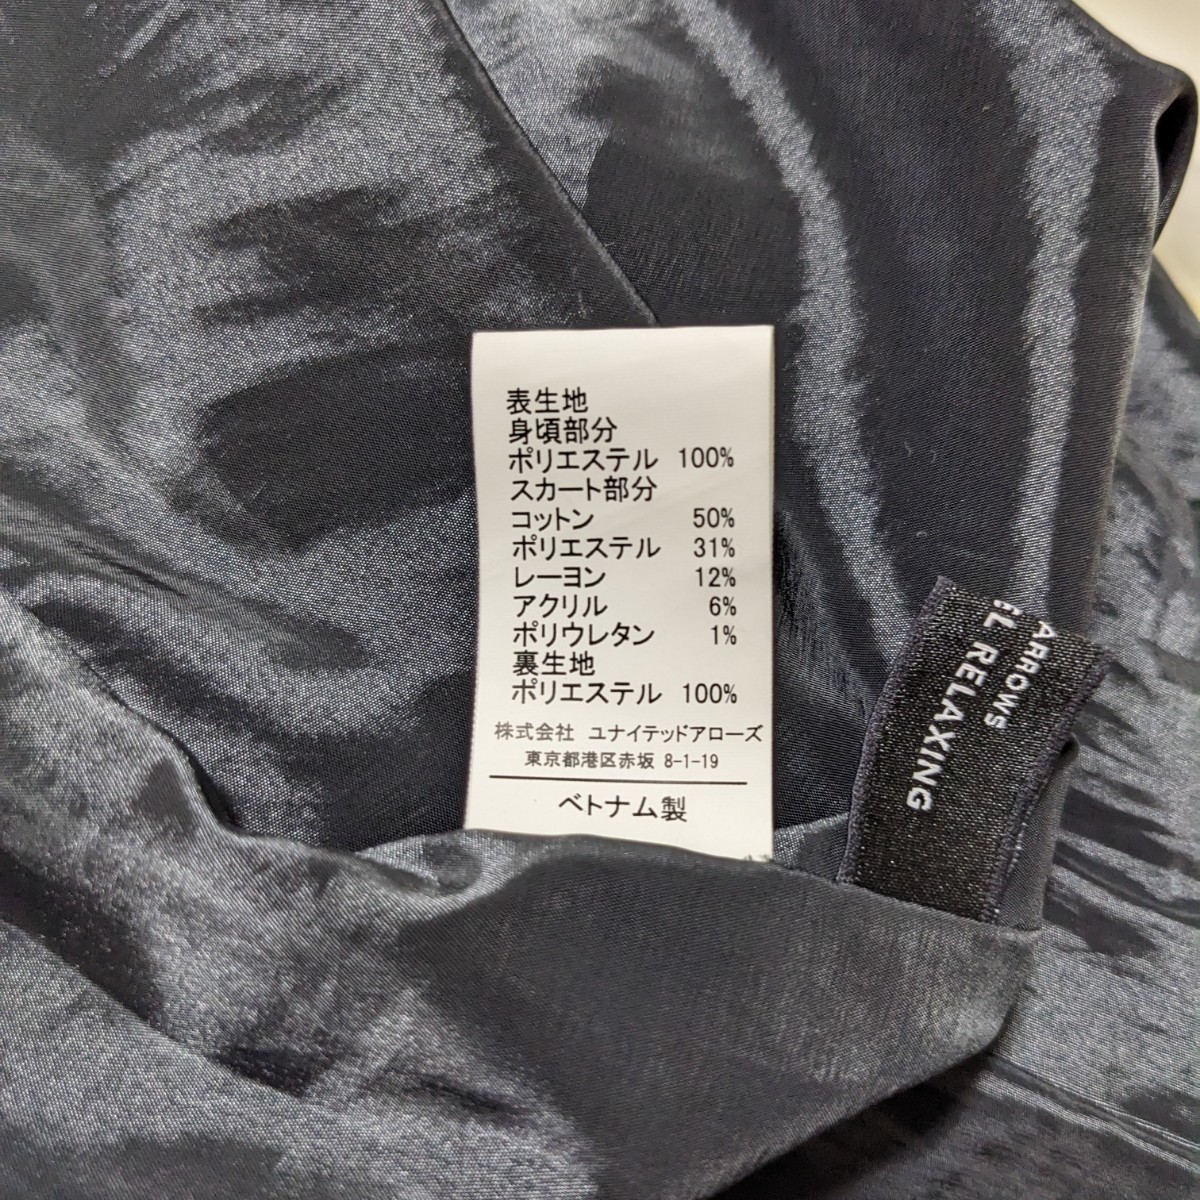 表生地
身頃部分
ポリエステル 100%
スカート部分
コットン 50%
ポリエステル 31%
レーヨン 12%
アクリル 6%
ポリウレタン 1%
裏生地
ポリエステル 100%
株式会社 ユナイテッドアローズ
東京都港区赤坂 8-1-19
ベトナム製
ARROWS
EL RELAXING